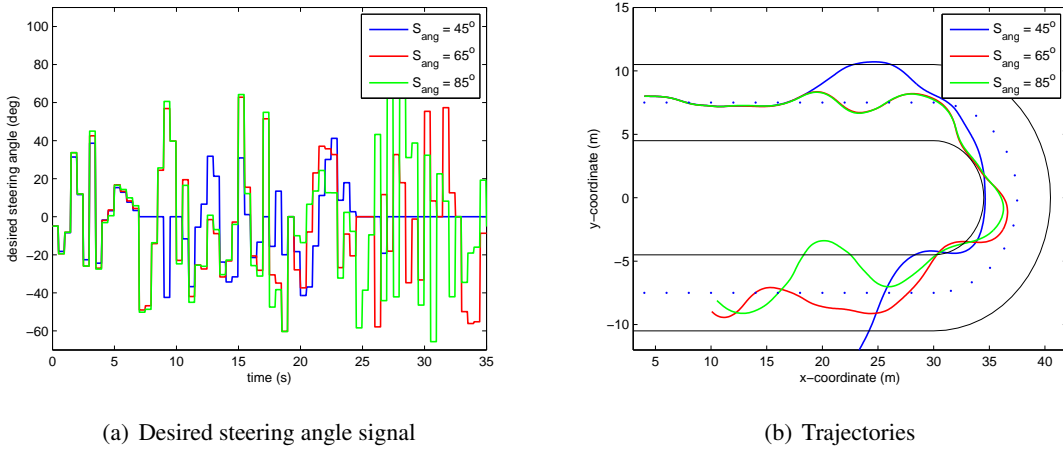 100
80
60
40
20
0
−20
−40
−60
0 5 10 15 20 25 30 35
time (s)
desired steering angle (deg)
S_ang = 45°
S_ang = 65°
S_ang = 85°
(a) Desired steering angle signal
15
10
5
0
−5
−10
5 10 15 20 25 30 35 40
x−coordinate (m)
y−coordinate (m)
S_ang = 45°
S_ang = 65°
S_ang = 85°
(b) Trajectories